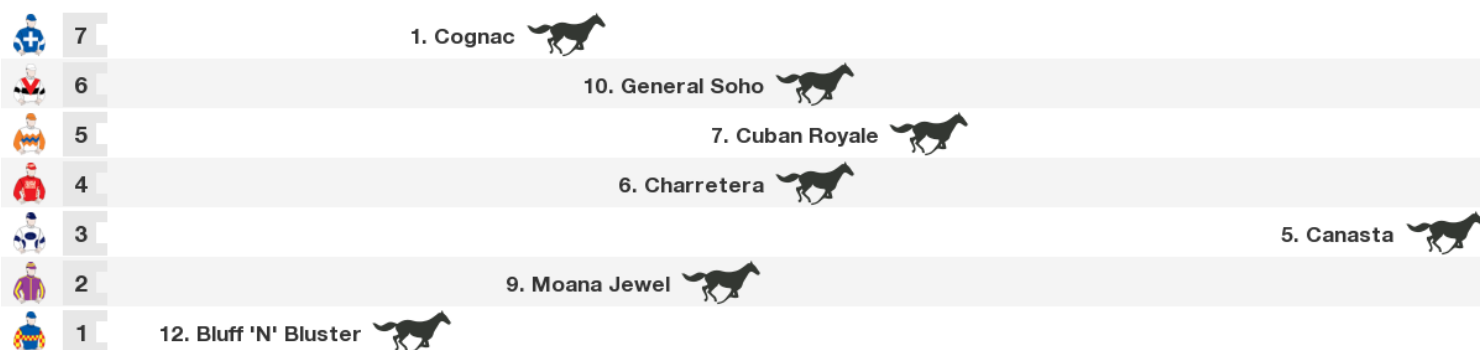 7 1. Cognac
6 10. General Soho
5 7. Cuban Royale
4 6. Charretera
3 5. Canasta
2 9. Moana Jewel
1 12. Bluff 'N' Bluster